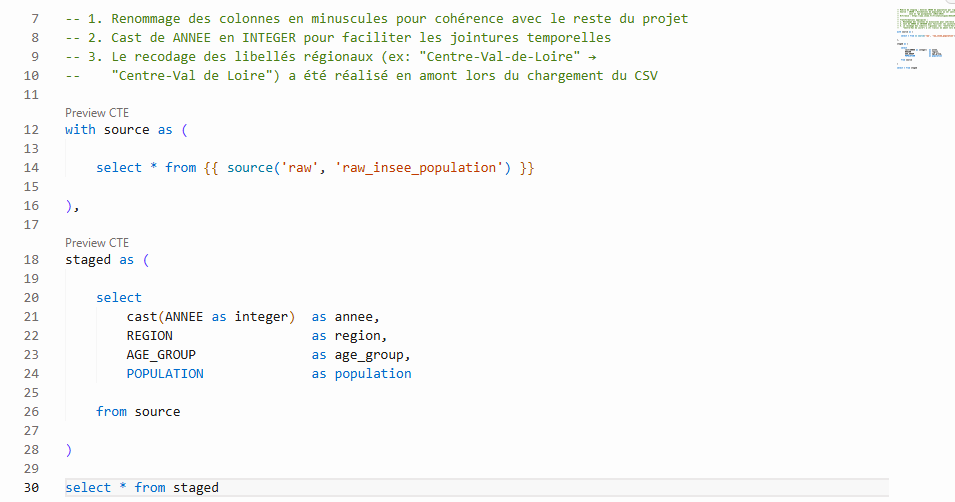 7 -- 1. Renommage des colonnes en minuscules pour cohérence avec le reste du projet
8 -- 2. Cast de ANNEE en INTEGER pour faciliter les jointures temporelles
9 -- 3. Le recodage des libellés régionaux (ex: "Centre-Val-de-Loire" →
10 --    "Centre-Val de Loire") a été réalisé en amont lors du chargement du CSV
11
Preview CTE
12 with source as (
13
14     select * from {{ source('raw', 'raw_insee_population') }}
15
16 ),
17
Preview CTE
18 staged as (
19
20     select
21         cast(ANNEE as integer)  as annee,
22         REGION                  as region,
23         AGE_GROUP               as age_group,
24         POPULATION              as population
25
26     from source
27
28 )
29
30 select * from staged